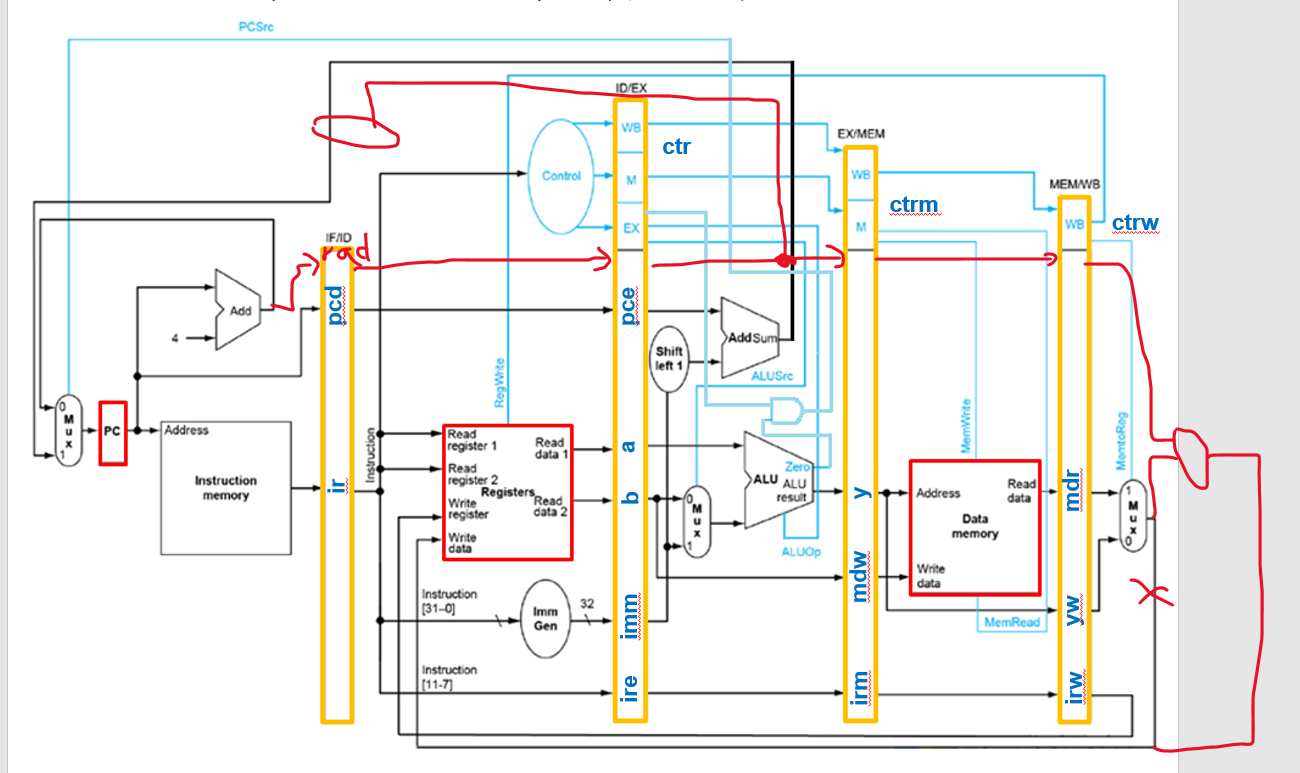 PCSrc
ID/EX
WB
ctr
EX/MEM
Control
M
WB
MEM/WB
ctrm
EX
M
WB
ctrw
IF/ID
rad
pcd
pce
Add
4
Add Sum
Shift
left 1
ALUSrc
RegWrite
MemWrite
MemtoReg
0
M
u
x
1
PC
Address
Instruction
memory
ir
Instruction
Read
register 1
Read
data 1
Read
register 2
Registers
Write
register
Read
data 2
Write
data
a
b
0
M
u
x
1
Zero
ALU
ALU
result
ALUOp
y
Address
Read
data
Data
memory
Write
data
mdr
1
M
u
x
0
mdw
MemRead
yw
Instruction
[31–0]
Imm
Gen
32
imm
Instruction
[11-7]
ire
irm
irw